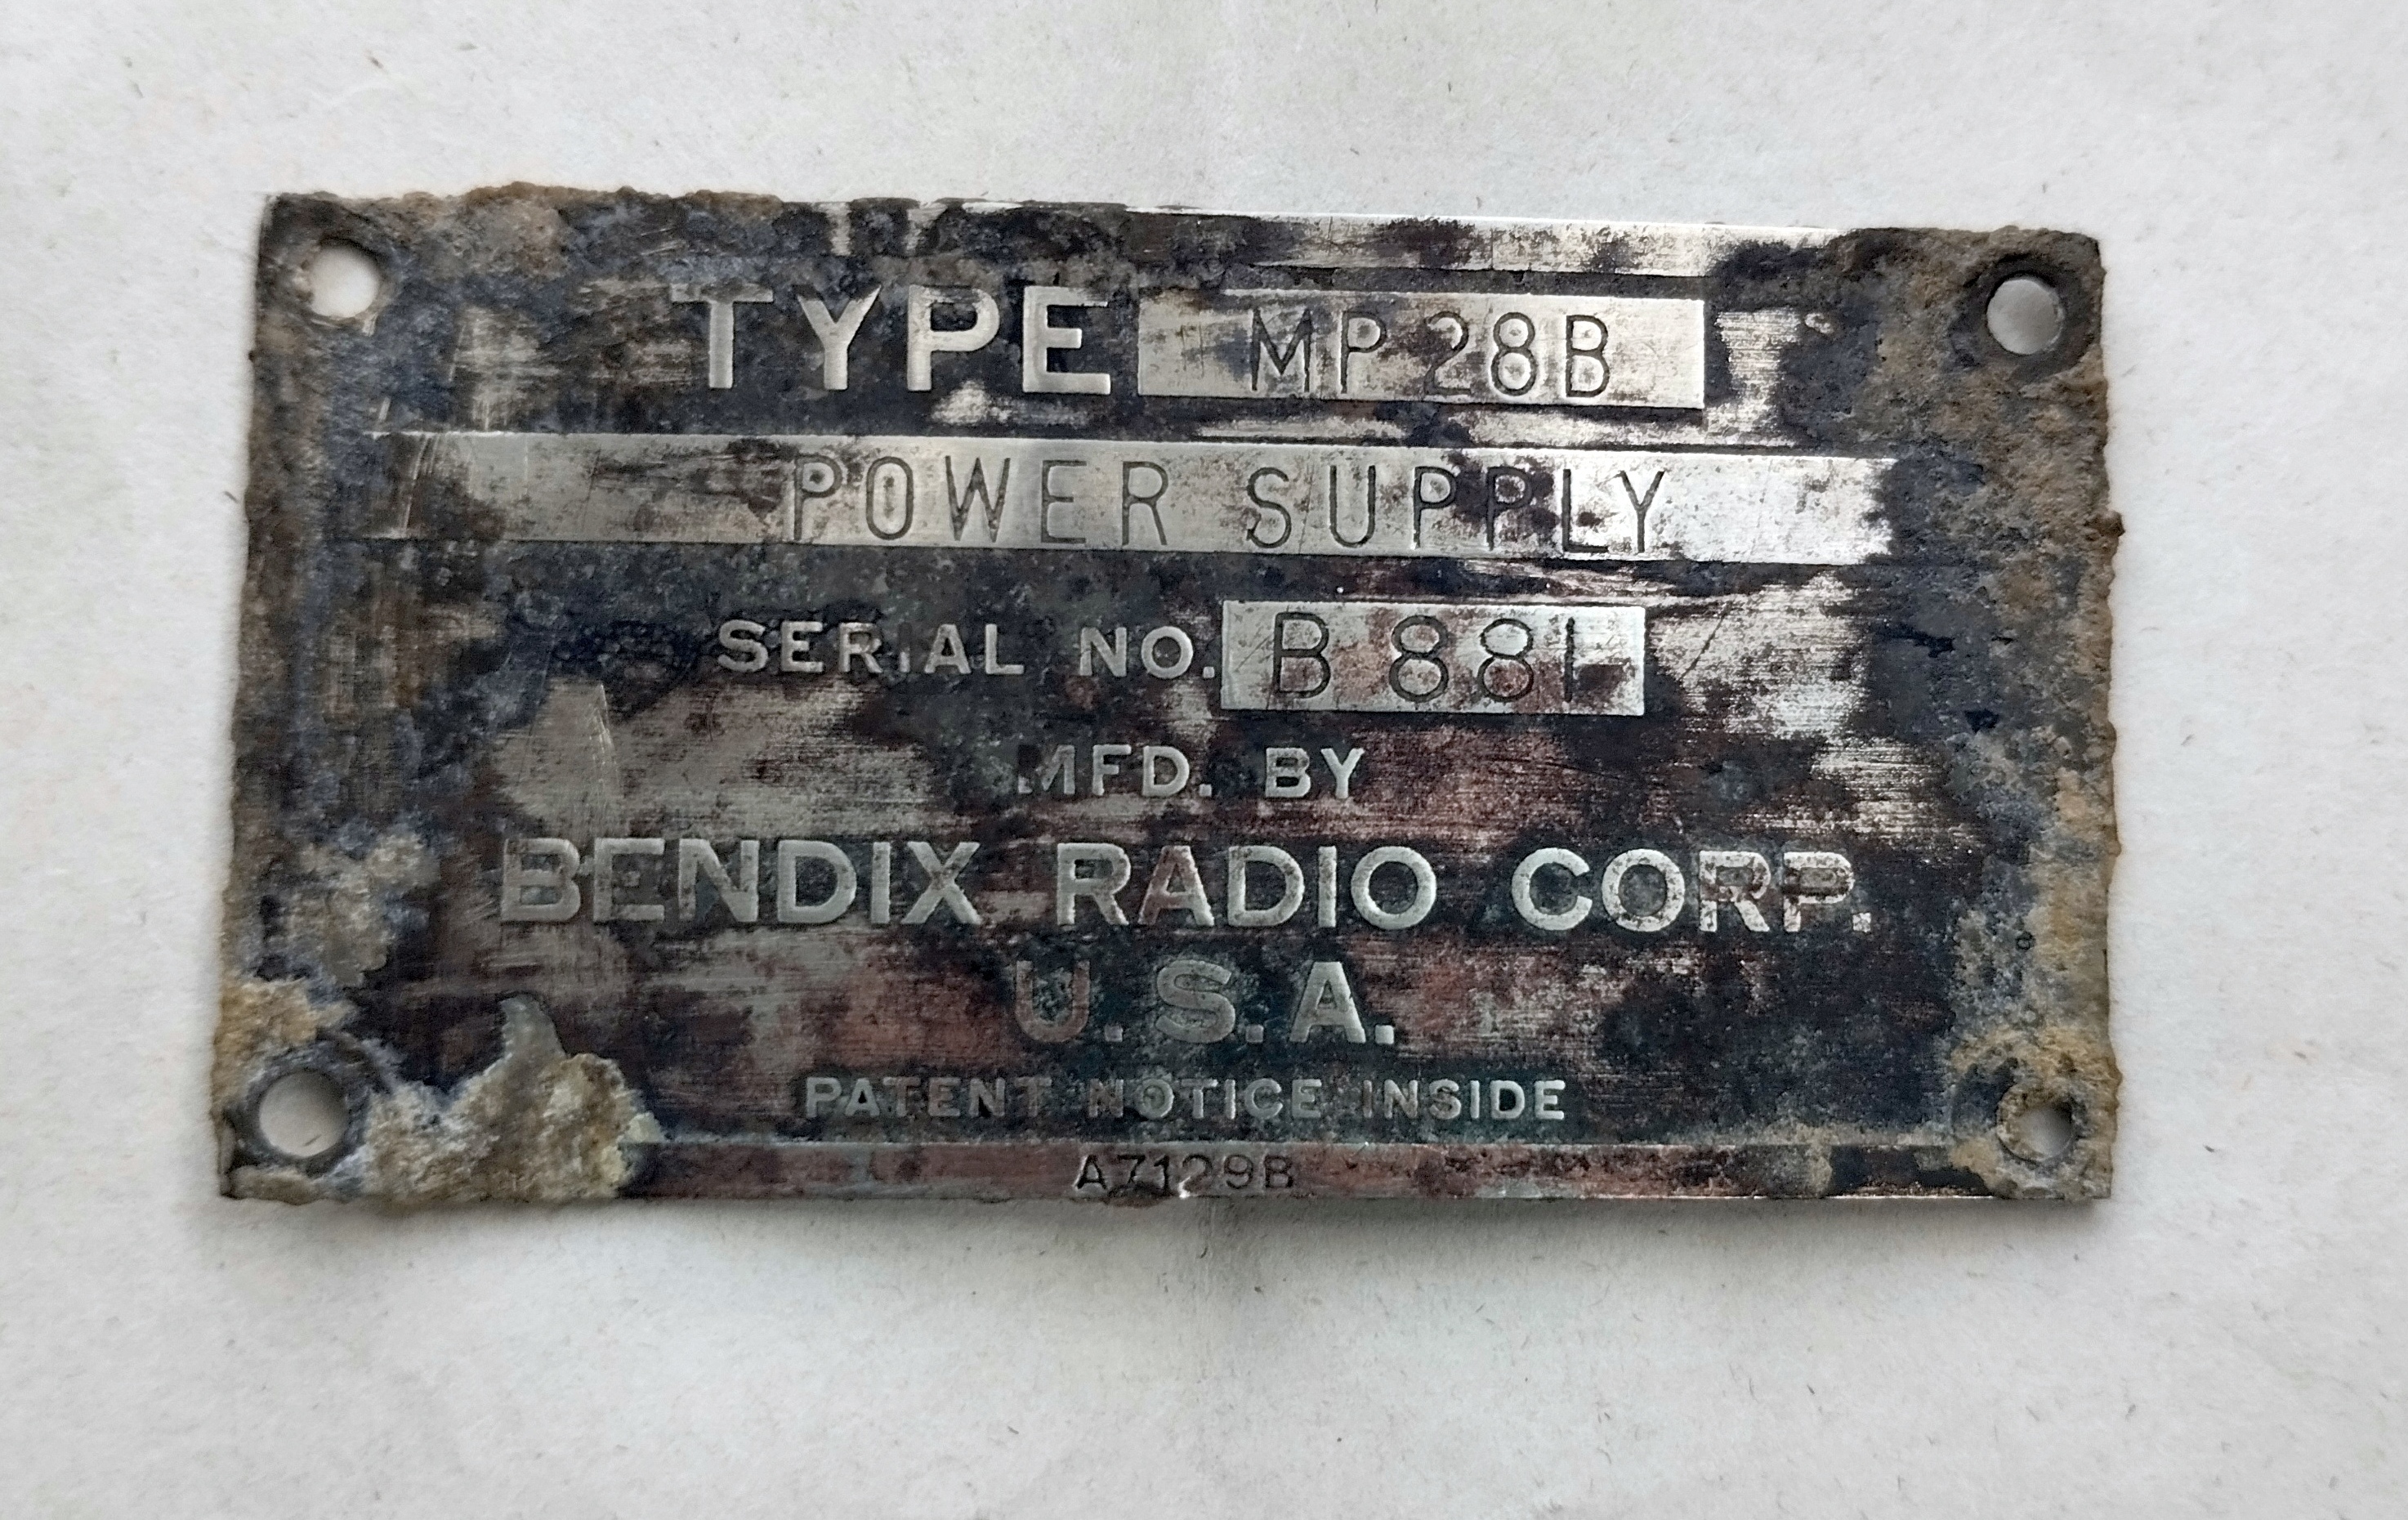 TYPE MP 28B
POWER SUPPLY
SERIAL NO. B 881
MFD. BY
BENDIX RADIO CORP.
U.S.A.
PATENT NOTICE INSIDE
A7129B